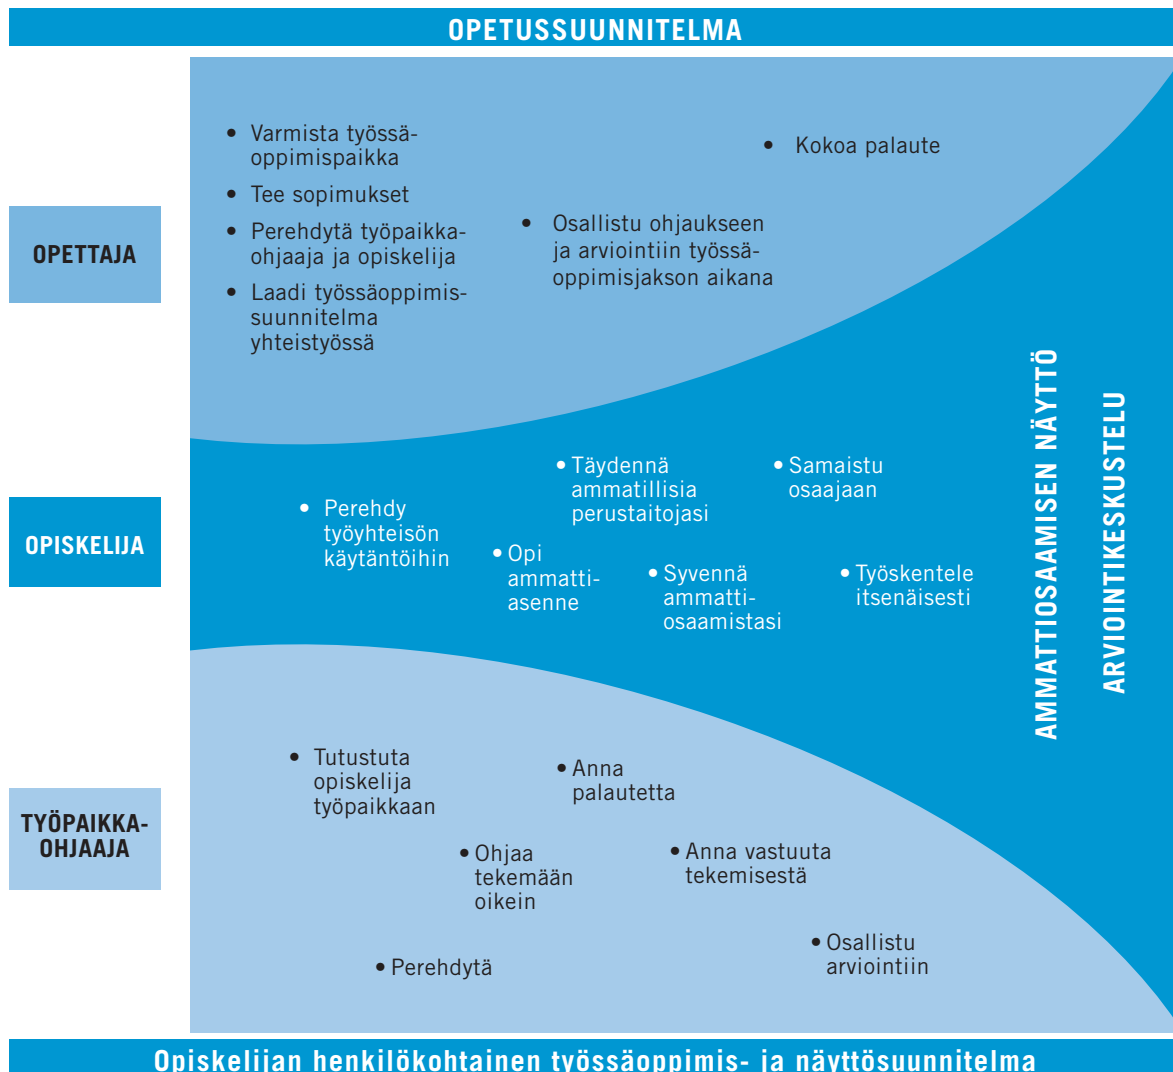 OPETUSSUUNNITELMA
OPETTAJA
• Varmista työssä-
oppimispaikka
• Tee sopimukset
• Perehdytä työpaikka-
ohjaaja ja opiskelija
• Laadi työssäoppimis-
suunnitelma
yhteistyössä
• Osallistu ohjaukseen
ja arviointiin työssä-
oppimisjakson aikana
• Kokoa palaute
OPISKELIJA
• Perehdy
työyhteisön
käytäntöihin
• Opi
ammatti-
asenne
• Täydennä
ammatillisia
perustaitojasi
• Syvennä
ammatti-
osaamistasi
• Samaistu
osaajaan
• Työskentele
itsenäisesti
AMMATTIOSAAMISEN NÄYTTÖ
ARVIOINTIKESKUSTELU
TYÖPAIKKA-
OHJAAJA
• Tutustuta
opiskelija
työpaikkaan
• Perehdytä
• Ohjaa
tekemään
oikein
• Anna
palautetta
• Anna vastuuta
tekemisestä
• Osallistu
arviointiin
Opiskelijan henkilökohtainen työssäoppimis- ja näyttösuunnitelma